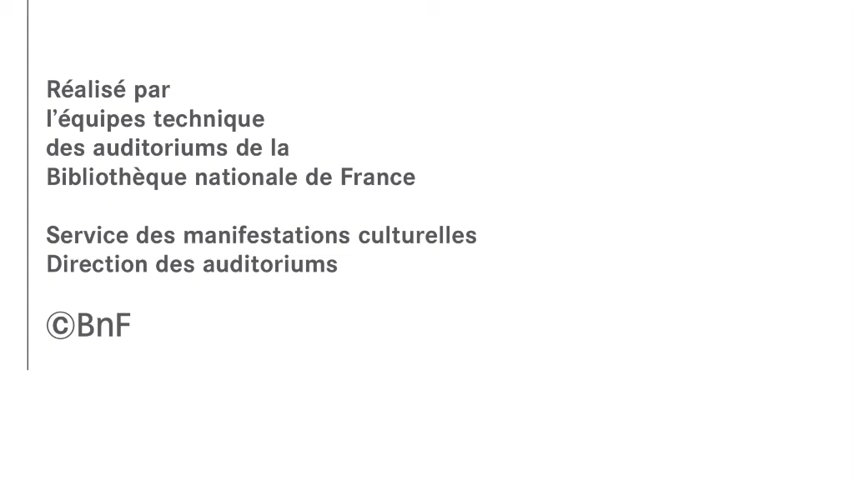 Réalisé par
l’équipes technique
des auditoriums de la
Bibliothèque nationale de France
Service des manifestations culturelles
Direction des auditoriums
©BnF